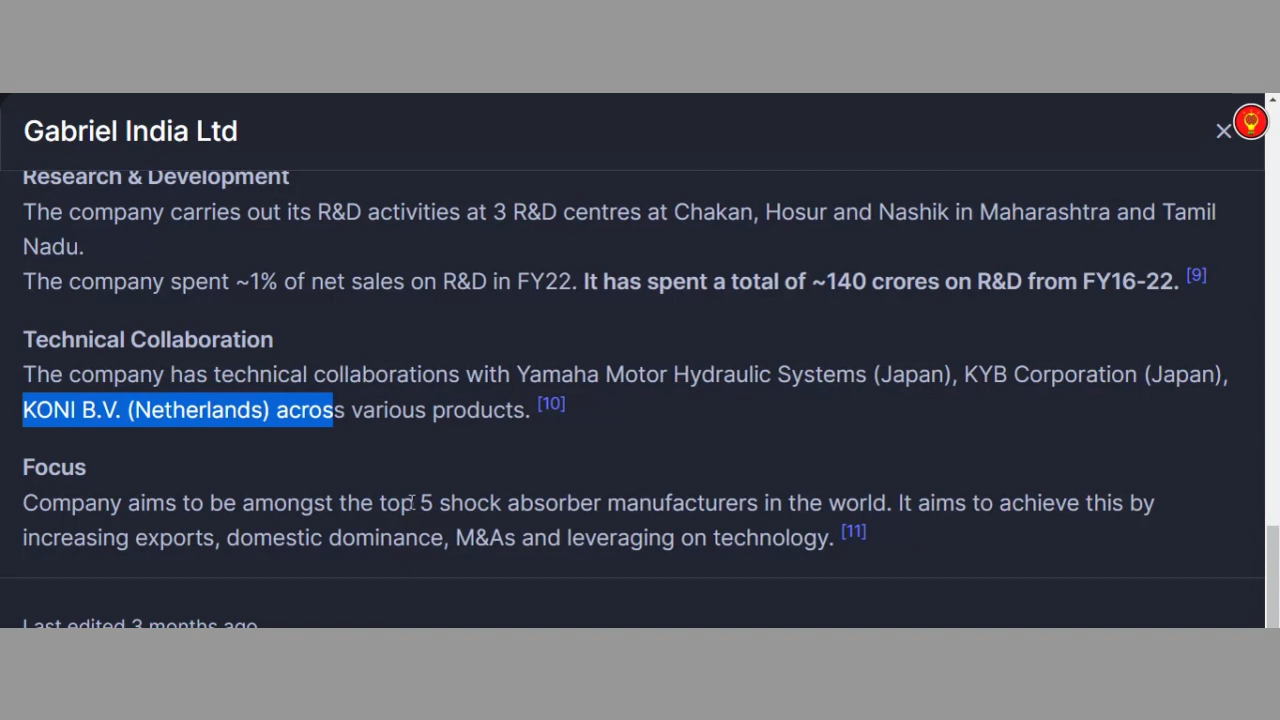 Gabriel India Ltd
Research & Development
The company carries out its R&D activities at 3 R&D centres at Chakan, Hosur and Nashik in Maharashtra and Tamil
Nadu.
The company spent ~1% of net sales on R&D in FY22. It has spent a total of ~140 crores on R&D from FY16-22. [9]
Technical Collaboration
The company has technical collaborations with Yamaha Motor Hydraulic Systems (Japan), KYB Corporation (Japan),
KONI B.V. (Netherlands) across various products. [10]
Focus
Company aims to be amongst the top 5 shock absorber manufacturers in the world. It aims to achieve this by
increasing exports, domestic dominance, M&As and leveraging on technology. [11]
Last edited 3 months ago